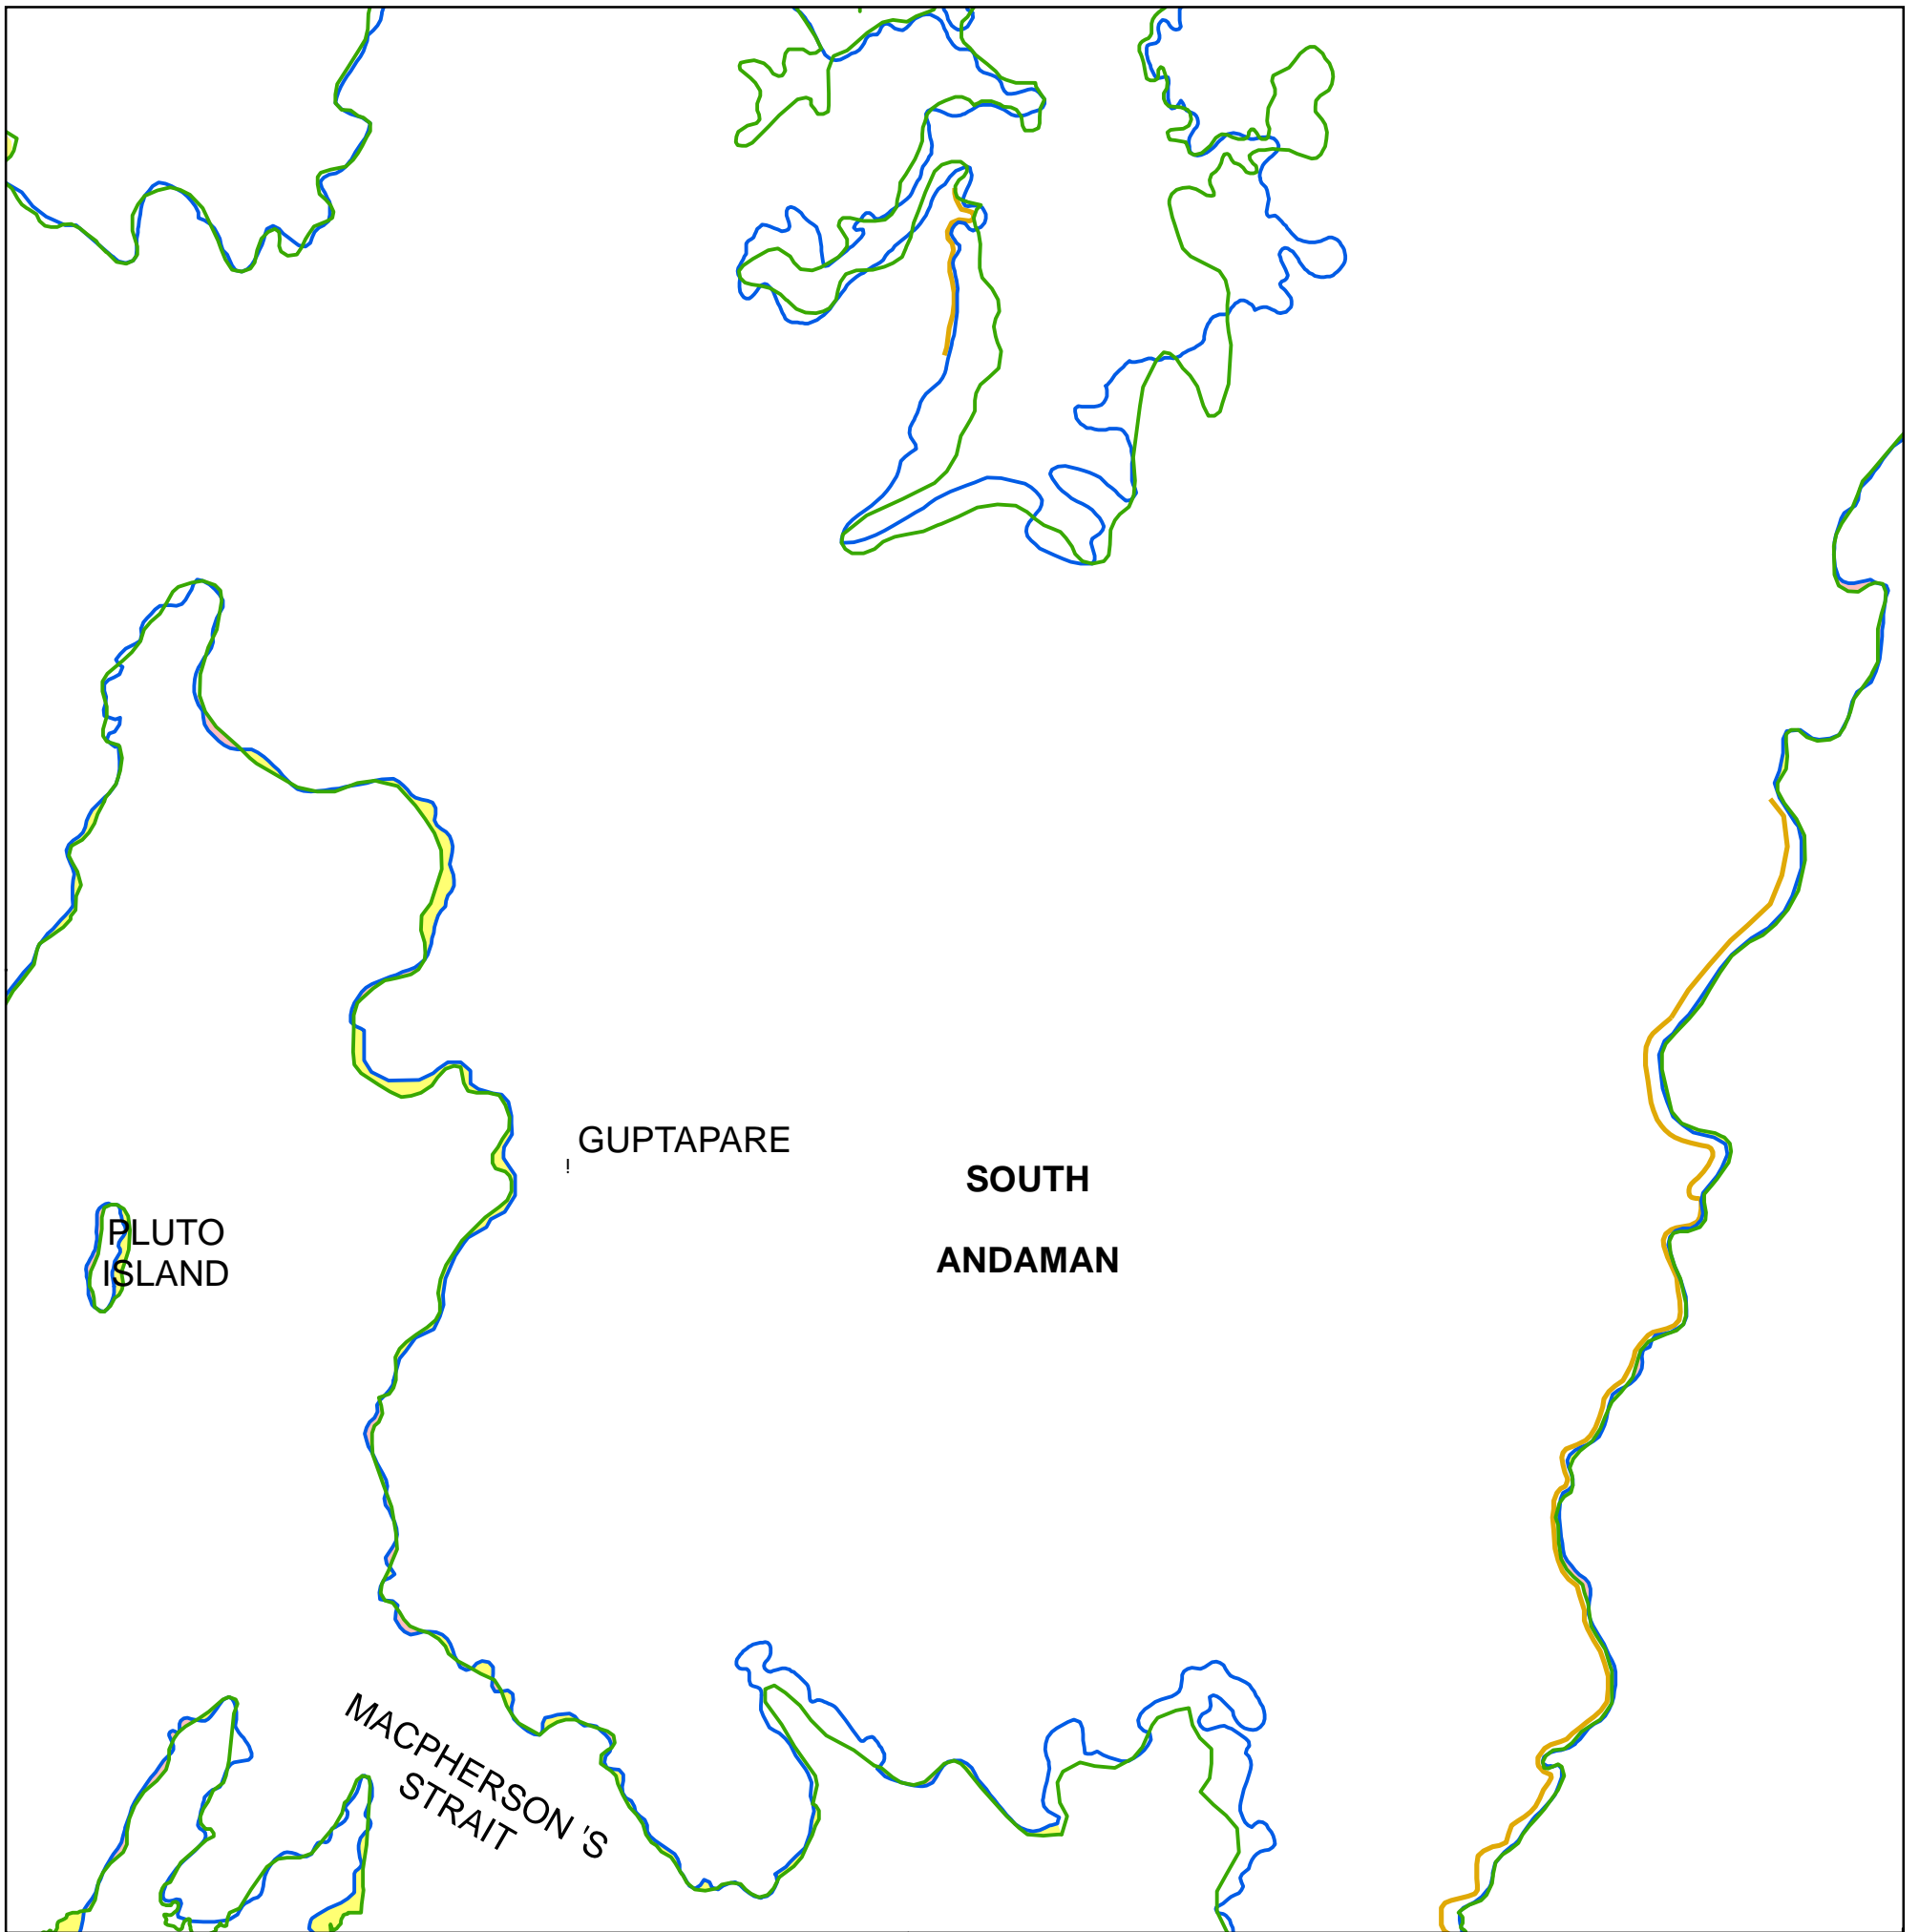 GUPTAPARE
!
SOUTH
ANDAMAN
PLUTO
ISLAND
MACPHERSON 'S
STRAIT